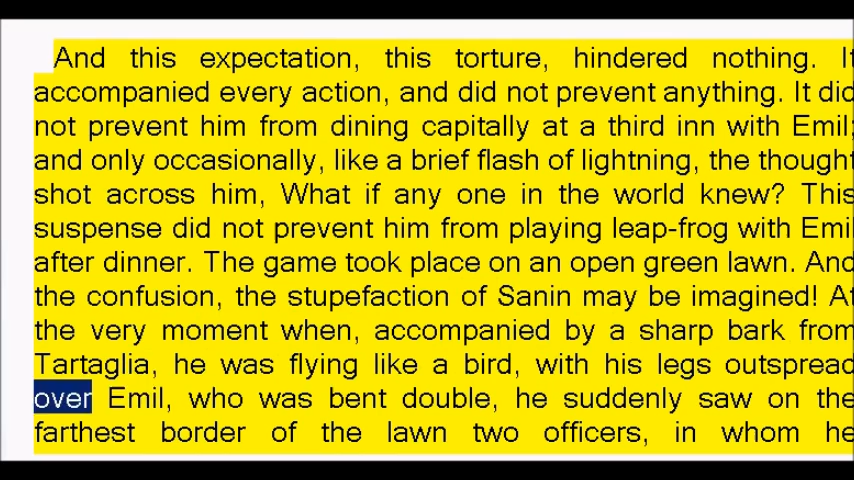 And this expectation, this torture, hindered nothing. It
accompanied every action, and did not prevent anything. It did
not prevent him from dining capitally at a third inn with Emil;
and only occasionally, like a brief flash of lightning, the thought
shot across him, What if any one in the world knew? This
suspense did not prevent him from playing leap-frog with Emil
after dinner. The game took place on an open green lawn. And
the confusion, the stupefaction of Sanin may be imagined! At
the very moment when, accompanied by a sharp bark from
Tartaglia, he was flying like a bird, with his legs outspread
over Emil, who was bent double, he suddenly saw on the
farthest border of the lawn two officers, in whom he